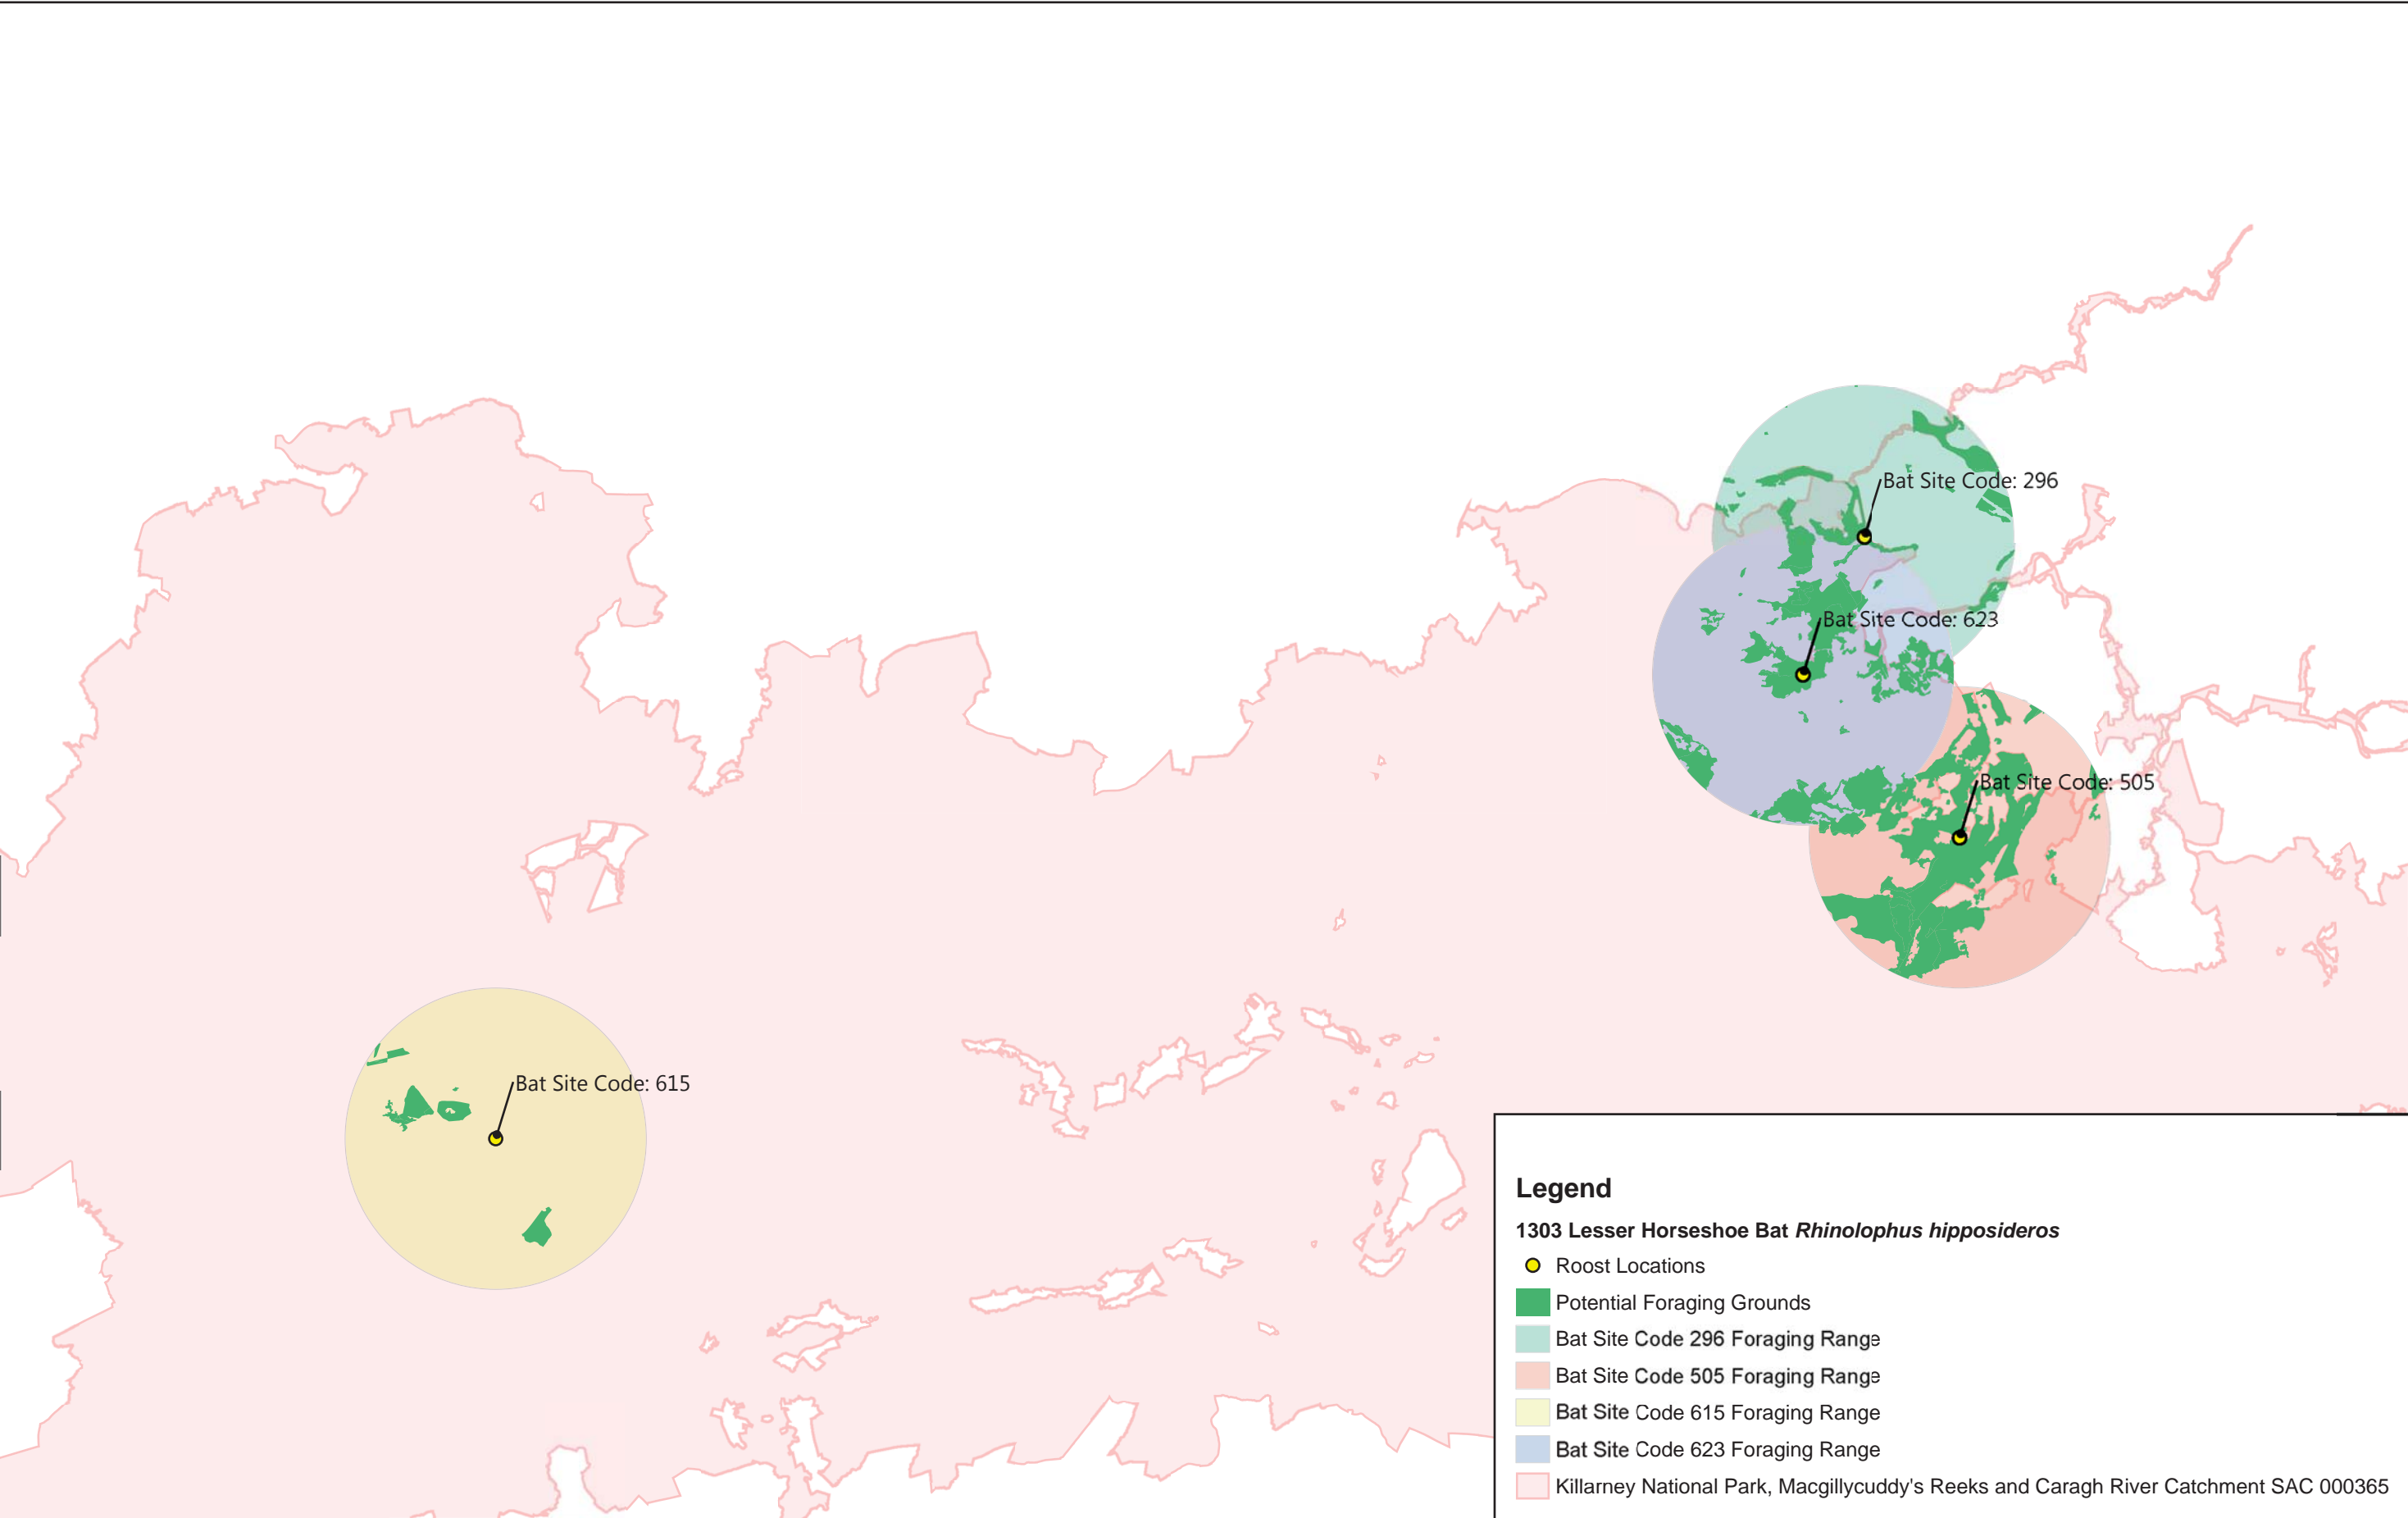 Bat Site Code: 296
Bat Site Code: 623
Bat Site Code: 505
Bat Site Code: 615
Legend
1303 Lesser Horseshoe Bat Rhinolophus hipposideros
Roost Locations
Potential Foraging Grounds
Bat Site Code 296 Foraging Range
Bat Site Code 505 Foraging Range
Bat Site Code 615 Foraging Range
Bat Site Code 623 Foraging Range
Killarney National Park, Macgillycuddy's Reeks and Caragh River Catchment SAC 000365